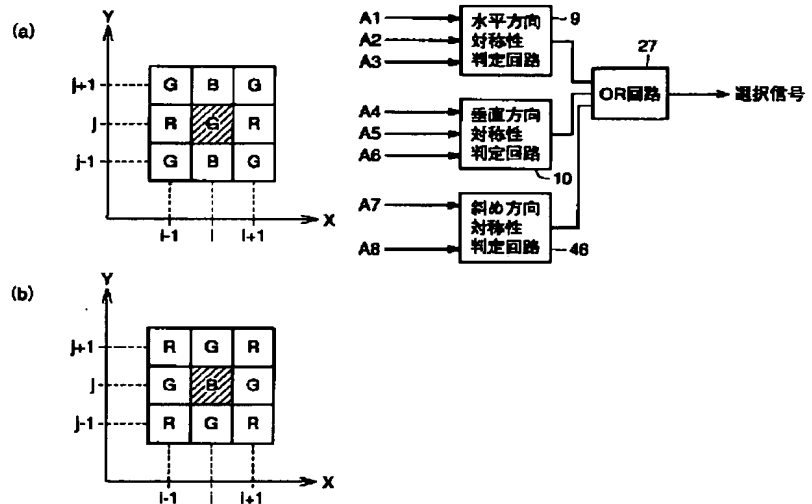 (a)
Y
j+1
G B G
j
R G R
j-1
G B G
X
i-1 i i+1
A1
A2
A3
水平方向
対称性
判定回路
9
A4
A5
A6
垂直方向
対称性
判定回路
10
A7
A8
斜め方向
対称性
判定回路
46
27
OR回路
選択信号
(b)
Y
j+1
R G R
j
G B G
j-1
R G R
X
i-1 i i+1